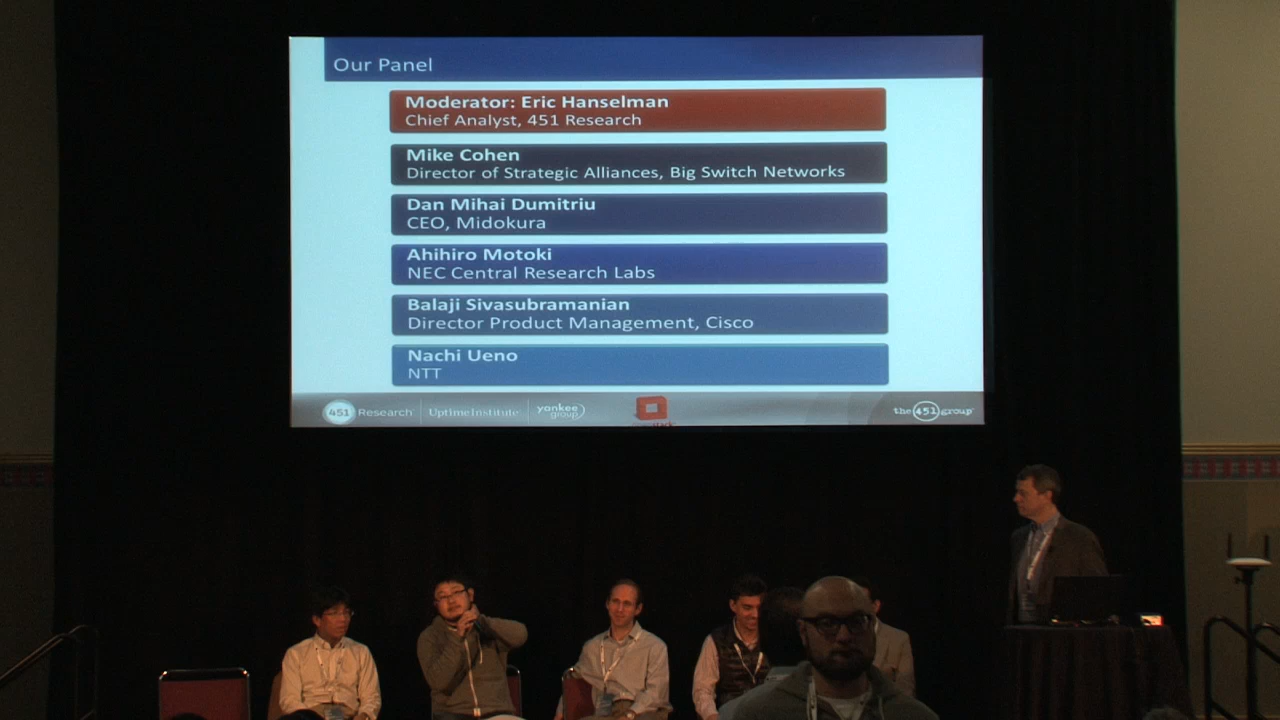 Our Panel
Moderator: Eric Hanselman
Chief Analyst, 451 Research
Mike Cohen
Director of Strategic Alliances, Big Switch Networks
Dan Mihai Dumitriu
CEO, Midokura
Ahihiro Motoki
NEC Central Research Labs
Balaji Sivasubramanian
Director Product Management, Cisco
Nachi Ueno
NTT
451 Research
UptimeInstitute
yankee group
the 451 group